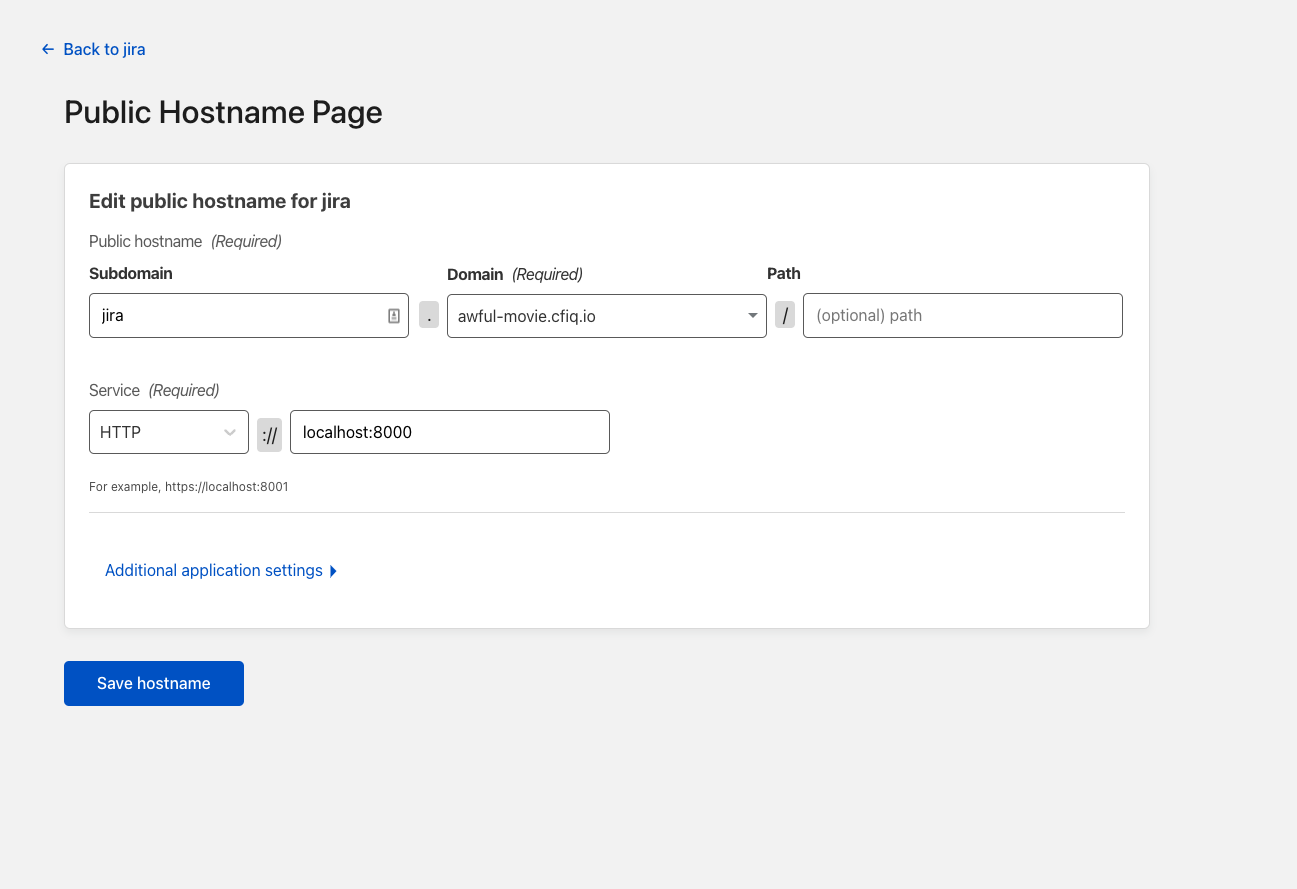 ← Back to jira
Public Hostname Page
Edit public hostname for jira
Public hostname (Required)
Subdomain Domain (Required) Path
jira . awful-movie.cfiq.io / (optional) path
Service (Required)
HTTP :// localhost:8000
For example, https://localhost:8001
Additional application settings
Save hostname